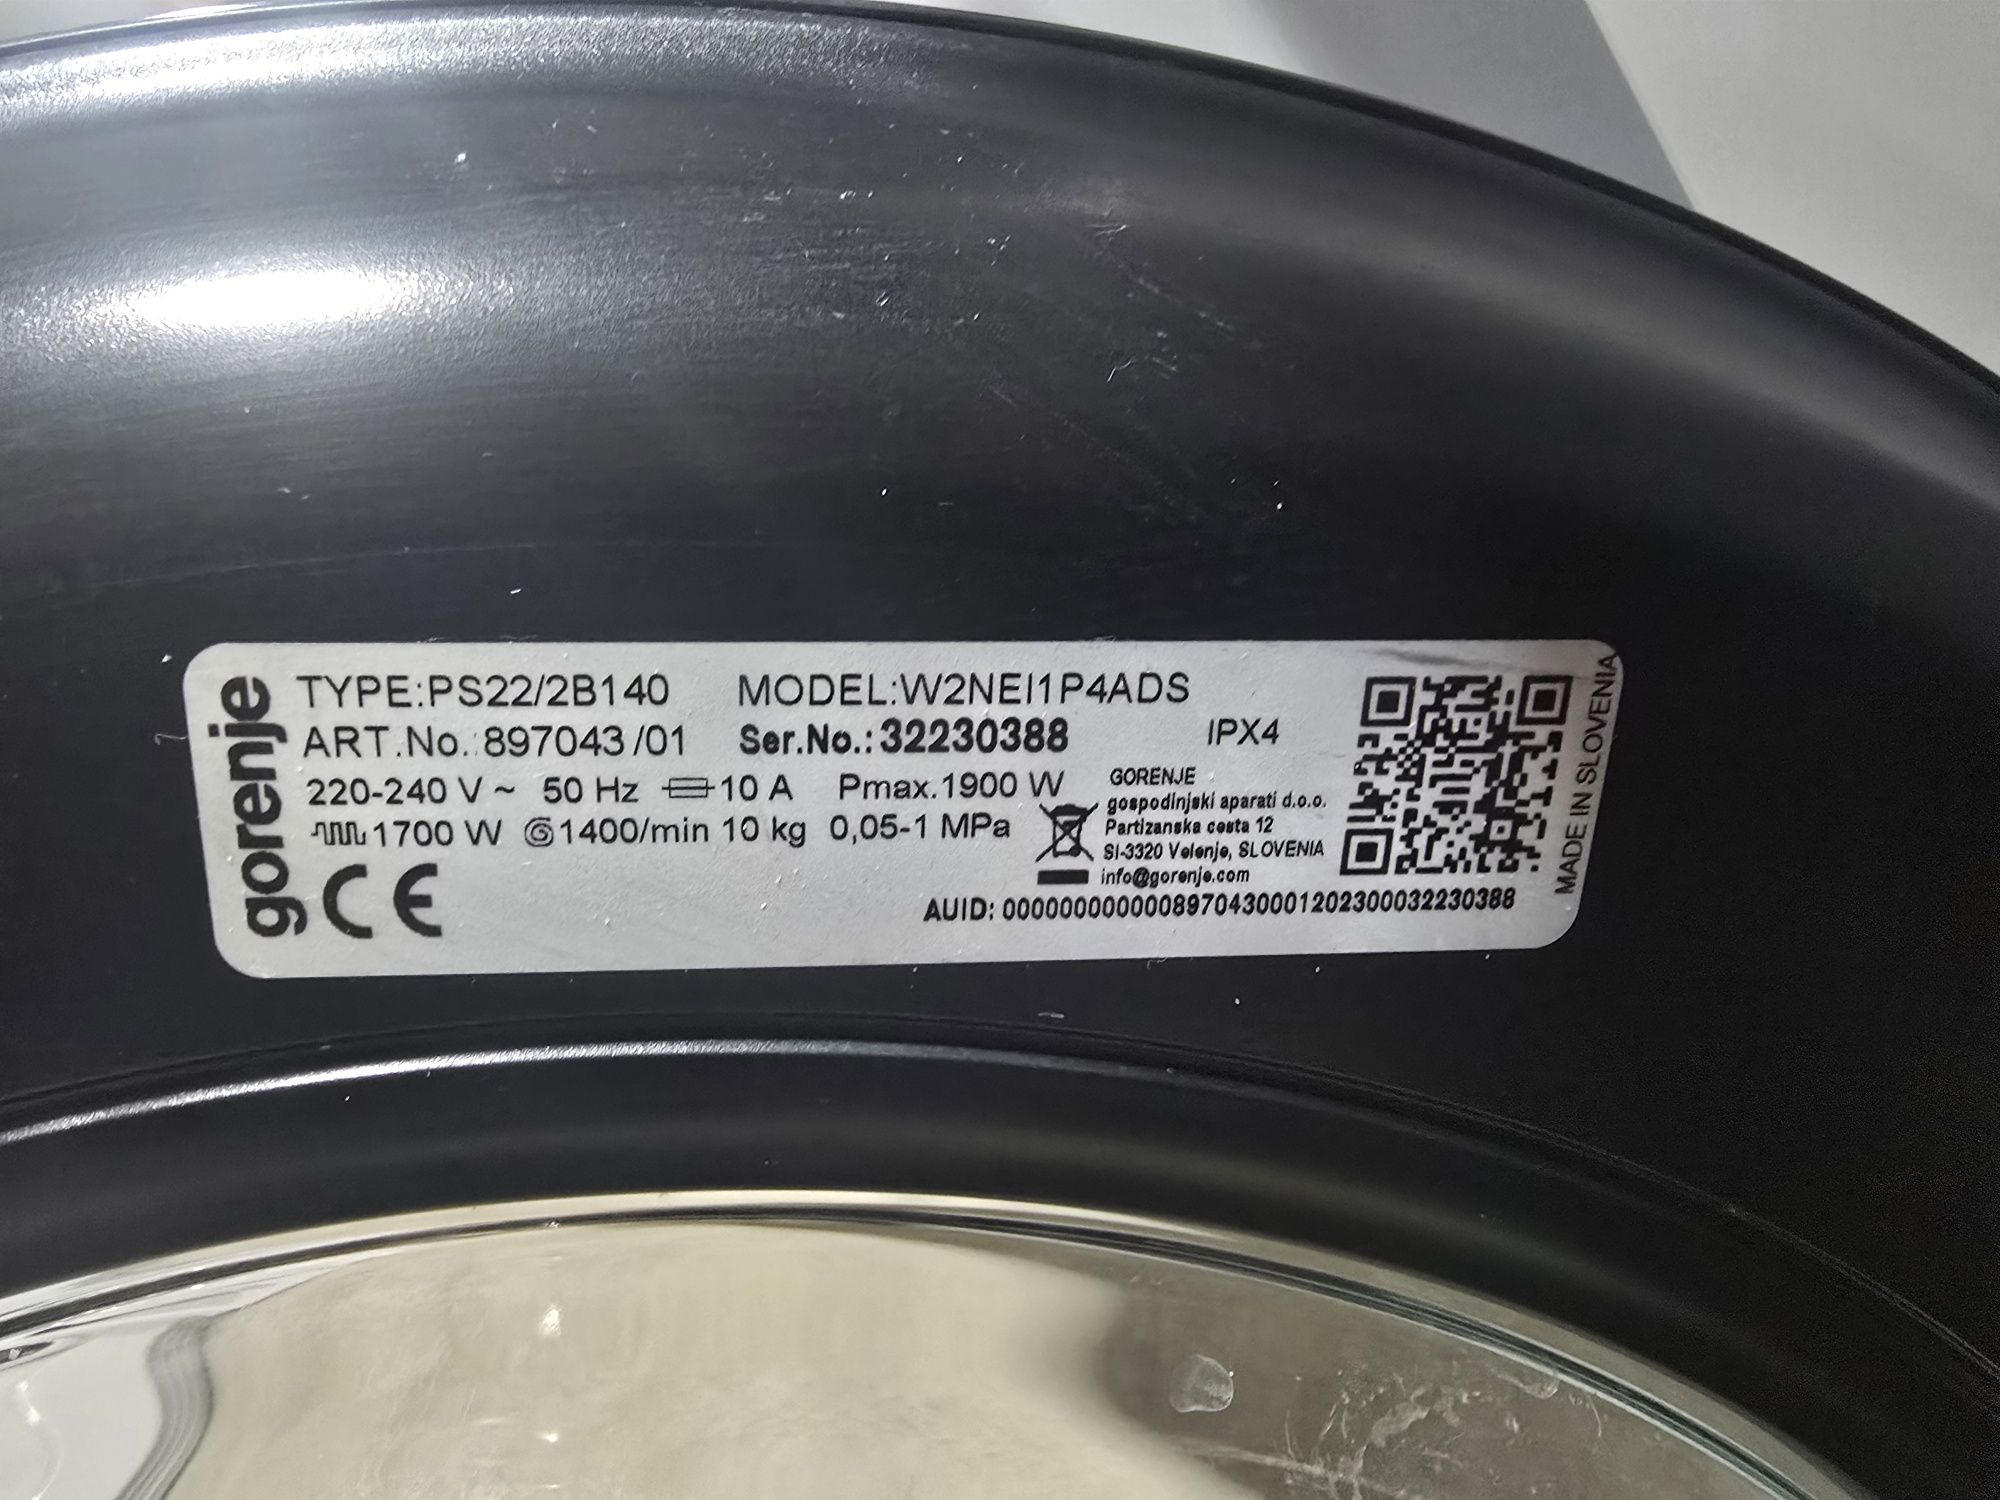 gorenje
TYPE:PS22/2B140 MODEL:W2NEI1P4ADS
ART.No.:897043/01 Ser.No.:32230388 IPX4
220-240 V ~ 50 Hz 10 A Pmax.1900 W
1700 W 1400/min 10 kg 0,05-1 MPa
GORENJE
gospodinjski aparati d.o.o.
Partizanska cesta 12
SI-3320 Velenje, SLOVENIA
info@gorenje.com
CE
AUID: 0000000000008970430001202300032230388
MADE IN SLOVENIA